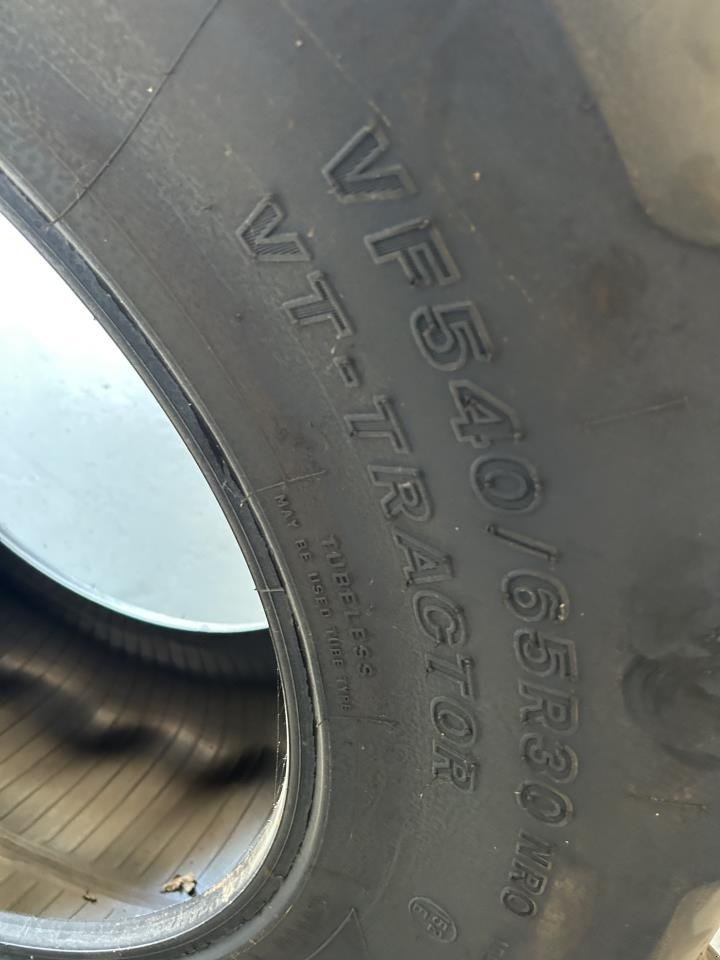 VF540/65R30 NRO
VT-TRACTOR
TUBELESS
MAY BE USED TUBE TYPE